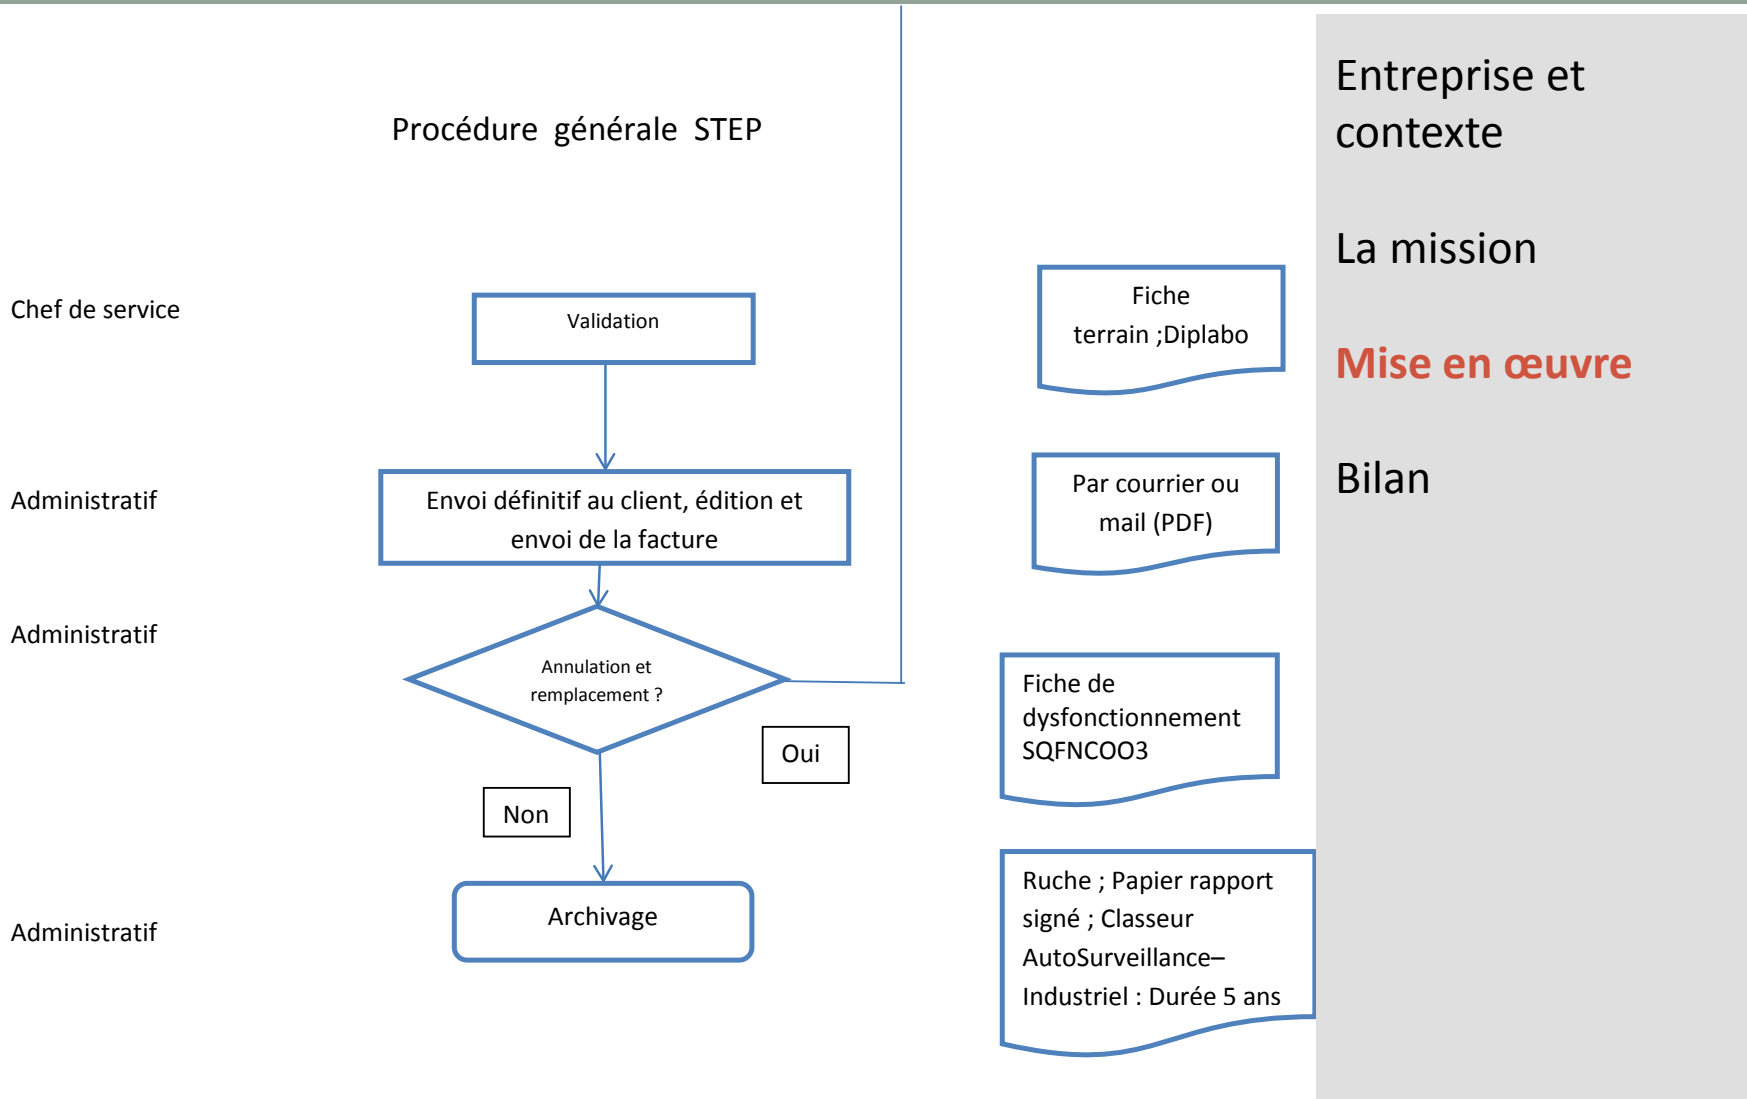 Procédure générale STEP
Chef de service
Validation
Fiche
terrain ;Diplabo
Administratif
Envoi définitif au client, édition et
envoi de la facture
Par courrier ou
mail (PDF)
Administratif
Annulation et
remplacement ?
Oui
Non
Fiche de
dysfonctionnement
SQFNCOO3
Administratif
Archivage
Ruche ; Papier rapport
signé ; Classeur
AutoSurveillance–
Industriel : Durée 5 ans
Entreprise et
contexte
La mission
Mise en œuvre
Bilan